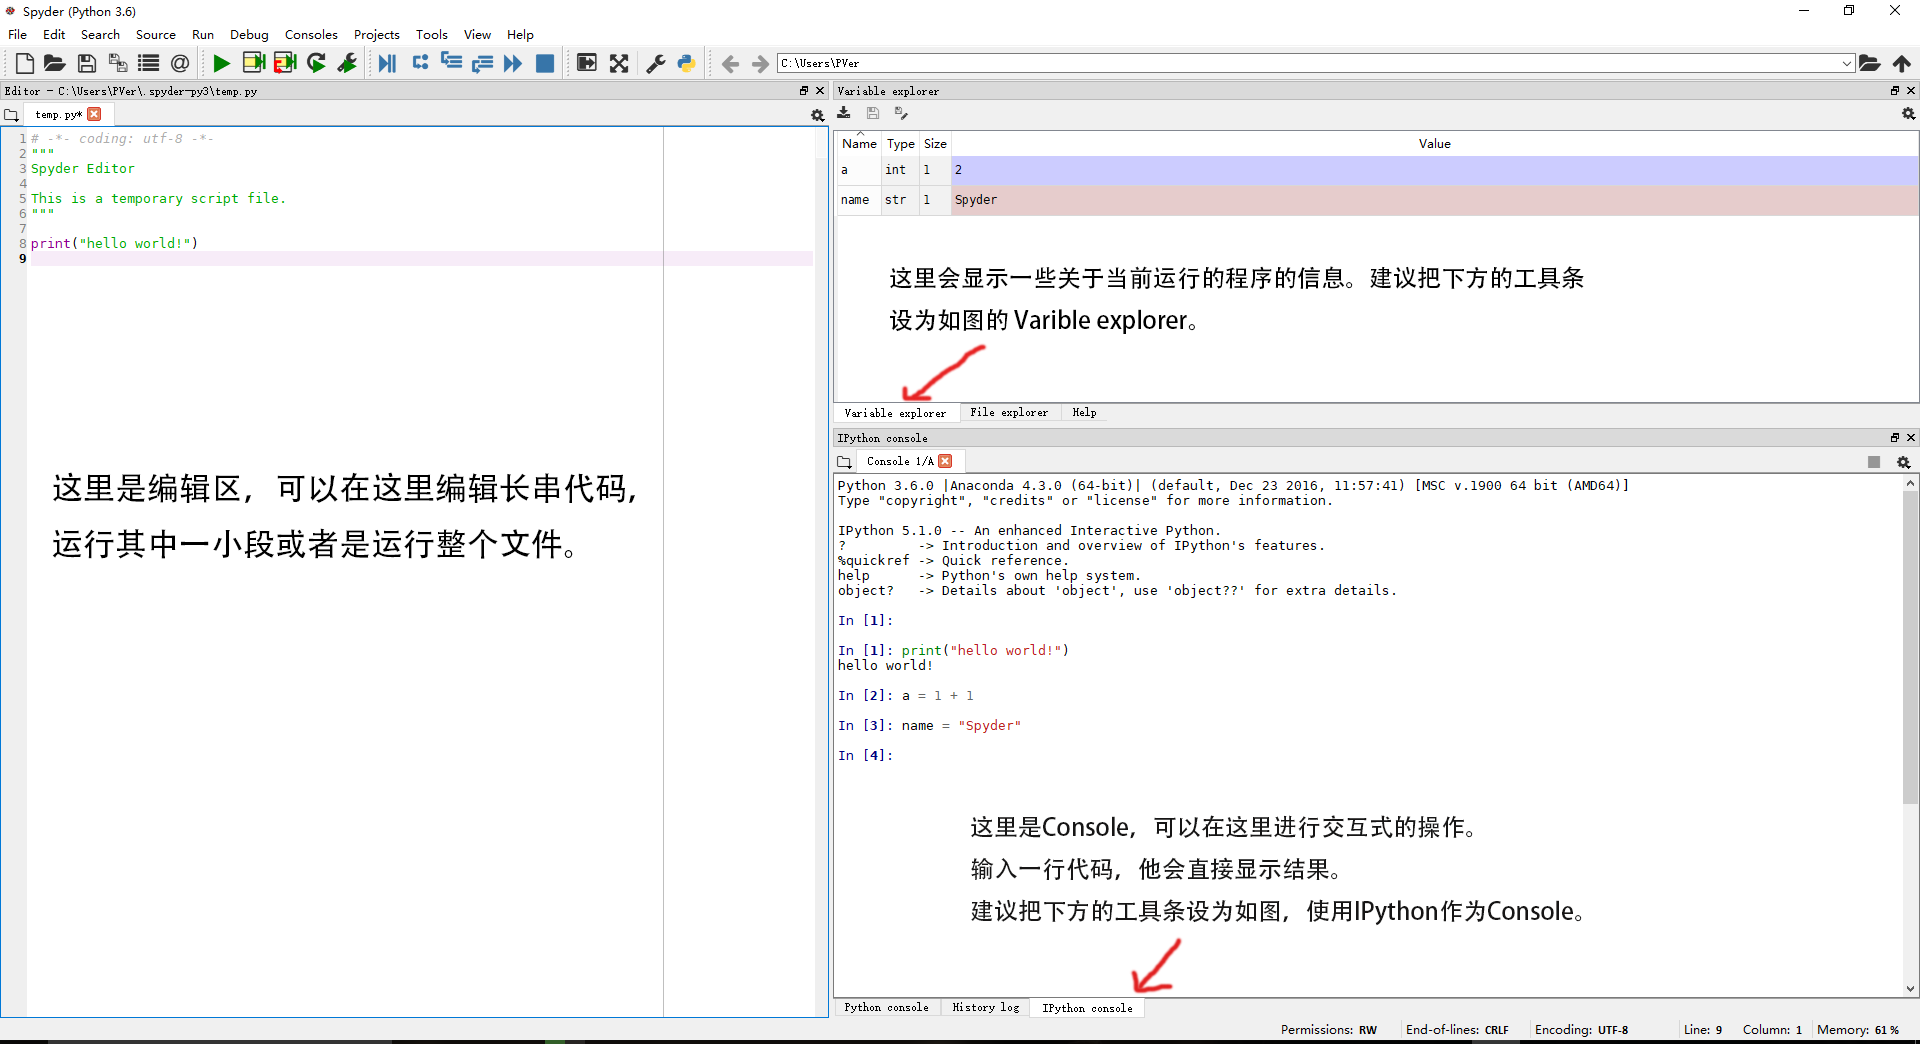 Spyder (Python 3.6)
File Edit Search Source Run Debug Consoles Projects Tools View Help
C:\Users\PVer
Editor - C:\Users\PVer\.spyder-py3\temp.py
temp.py*
1 # -*- coding: utf-8 -*-
2 """
3 Spyder Editor
4
5 This is a temporary script file.
6 """
7
8 print("hello world!")
9
这里是编辑区，可以在这里编辑长串代码，
运行其中一小段或者是运行整个文件。
Variable explorer
Name Type Size Value
a int 1 2
name str 1 Spyder
这里会显示一些关于当前运行的程序的信息。建议把下方的工具条
设为如图的 Varible explorer。
Variable explorer File explorer Help
IPython console
Console 1/A
Python 3.6.0 |Anaconda 4.3.0 (64-bit)| (default, Dec 23 2016, 11:57:41) [MSC v.1900 64 bit (AMD64)]
Type "copyright", "credits" or "license" for more information.
IPython 5.1.0 -- An enhanced Interactive Python.
? -> Introduction and overview of IPython's features.
%quickref -> Quick reference.
help -> Python's own help system.
object? -> Details about 'object', use 'object??' for extra details.
In [1]:
In [1]: print("hello world!")
hello world!
In [2]: a = 1 + 1
In [3]: name = "Spyder"
In [4]:
这里是Console，可以在这里进行交互式的操作。
输入一行代码，他会直接显示结果。
建议把下方的工具条设为如图，使用IPython作为Console。
Python console History log IPython console
Permissions: RW End-of-lines: CRLF Encoding: UTF-8 Line: 9 Column: 1 Memory: 61 %